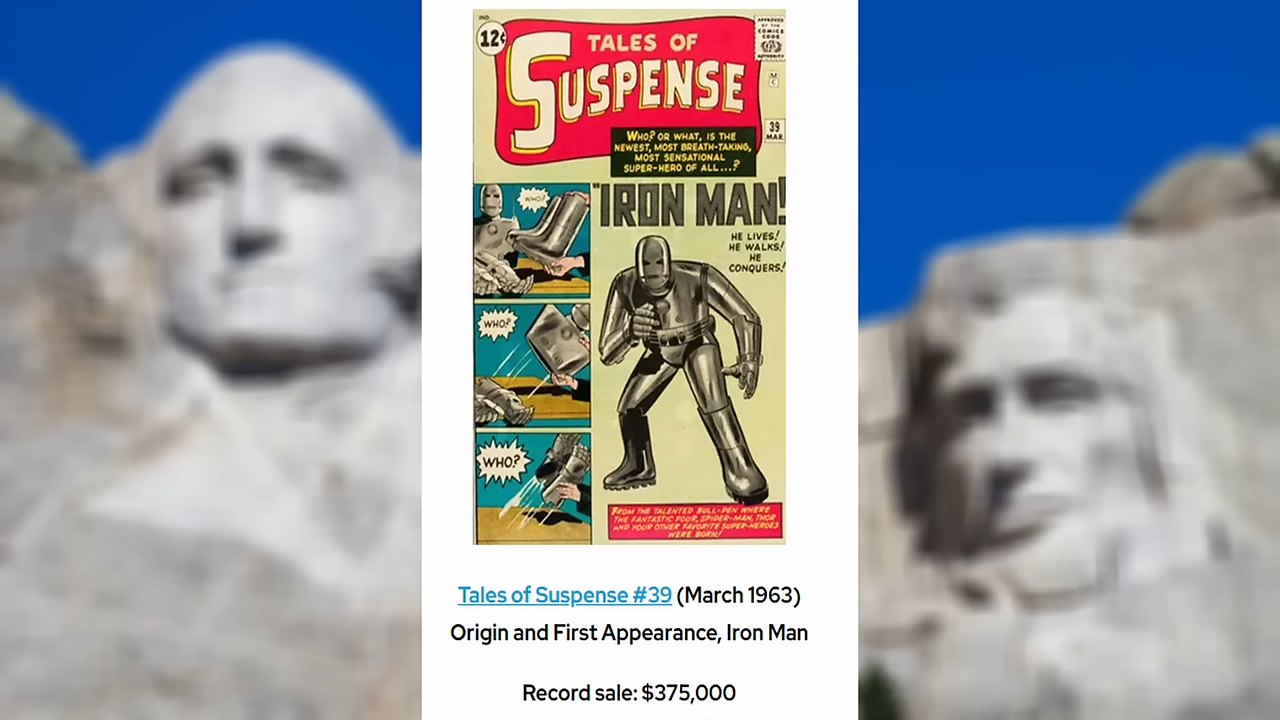 IND.
12¢
TALES OF
SUSPENSE
APPROVED
BY THE
COMICS
CODE
AUTHORITY
M
C
39
MAR.
WHO? OR WHAT, IS THE
NEWEST, MOST BREATH-TAKING,
MOST SENSATIONAL
SUPER-HERO OF ALL...?
"IRON MAN!
HE LIVES!
HE WALKS!
HE
CONQUERS!
WHO?
WHO?
WHO?
FROM THE TALENTED BULL-PEN WHERE
THE FANTASTIC FOUR, SPIDER-MAN, THOR
AND YOUR OTHER FAVORITE SUPER-HEROES
WERE BORN!
Tales of Suspense #39 (March 1963)
Origin and First Appearance, Iron Man
Record sale: $375,000